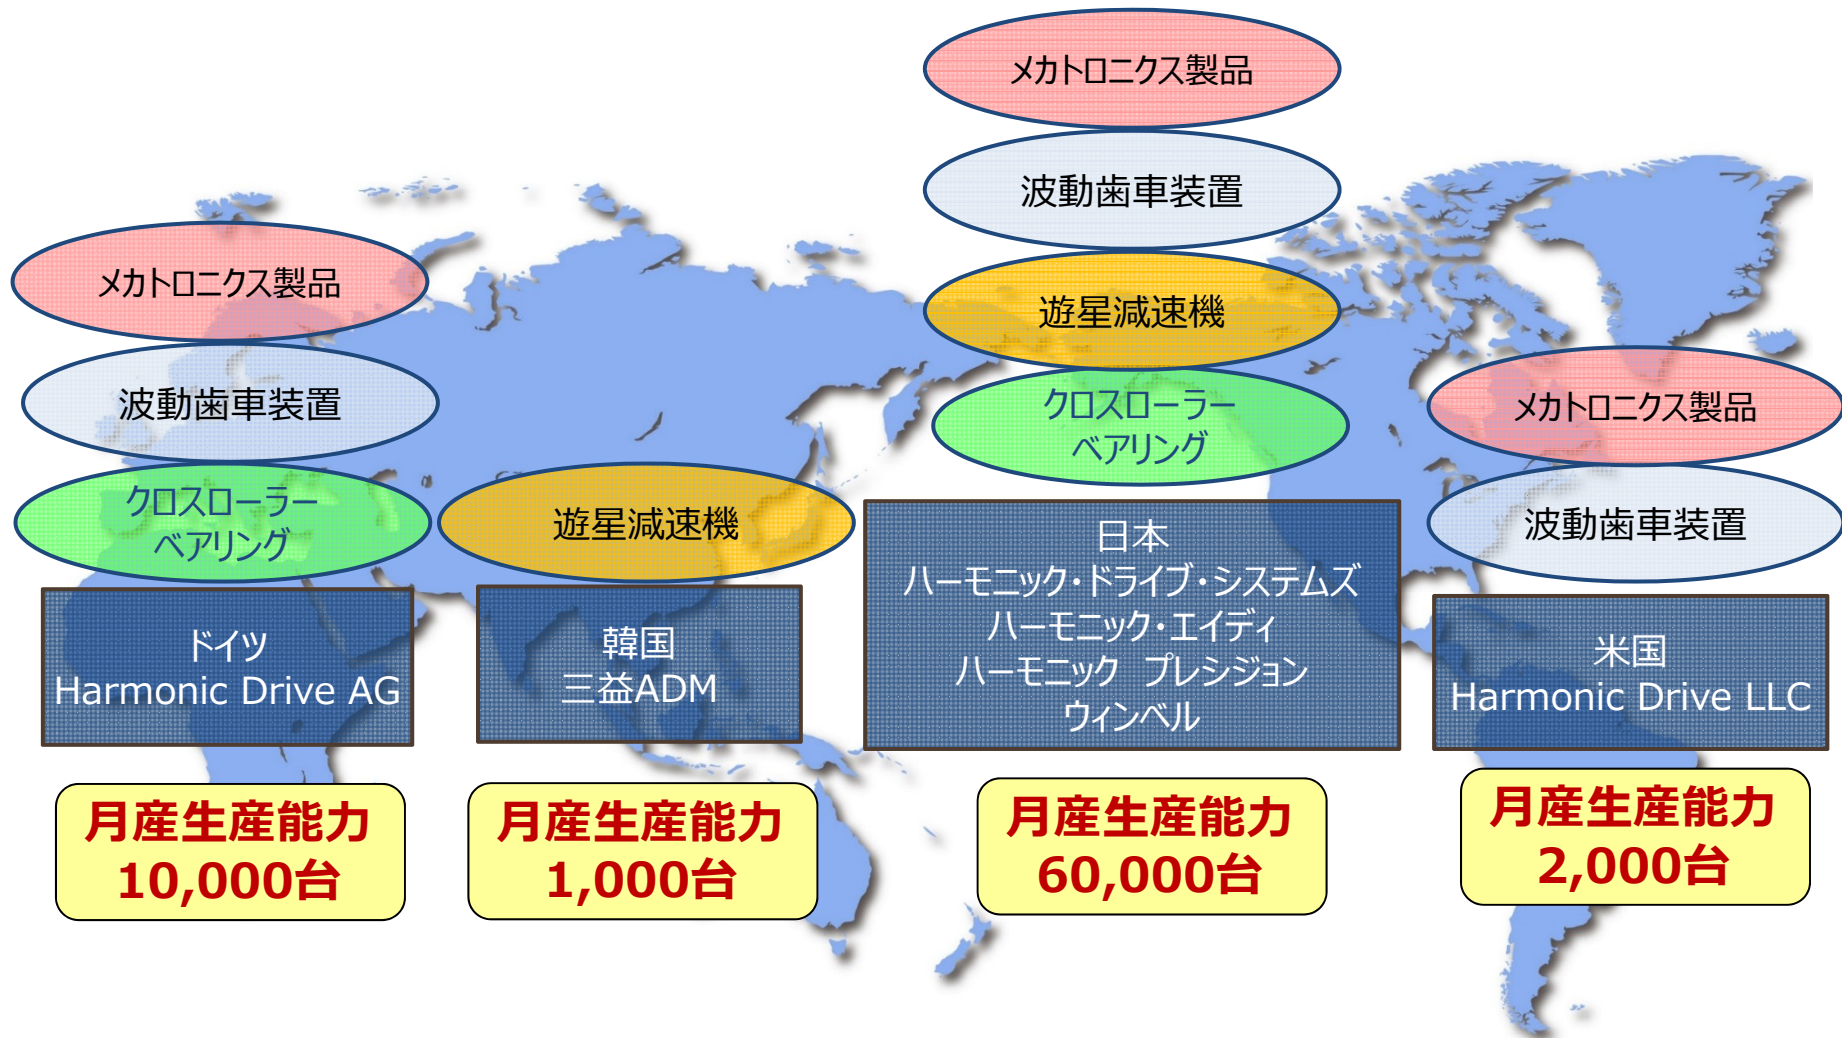 メカトロニクス製品
波動歯車装置
クロスローラー
ベアリング
ドイツ
Harmonic Drive AG
月産生産能力
10,000台
遊星減速機
韓国
三益ADM
月産生産能力
1,000台
メカトロニクス製品
波動歯車装置
遊星減速機
クロスローラー
ベアリング
日本
ハーモニック・ドライブ・システムズ
ハーモニック・エイディ
ハーモニック　プレシジョン
ウィンベル
月産生産能力
60,000台
メカトロニクス製品
波動歯車装置
米国
Harmonic Drive LLC
月産生産能力
2,000台